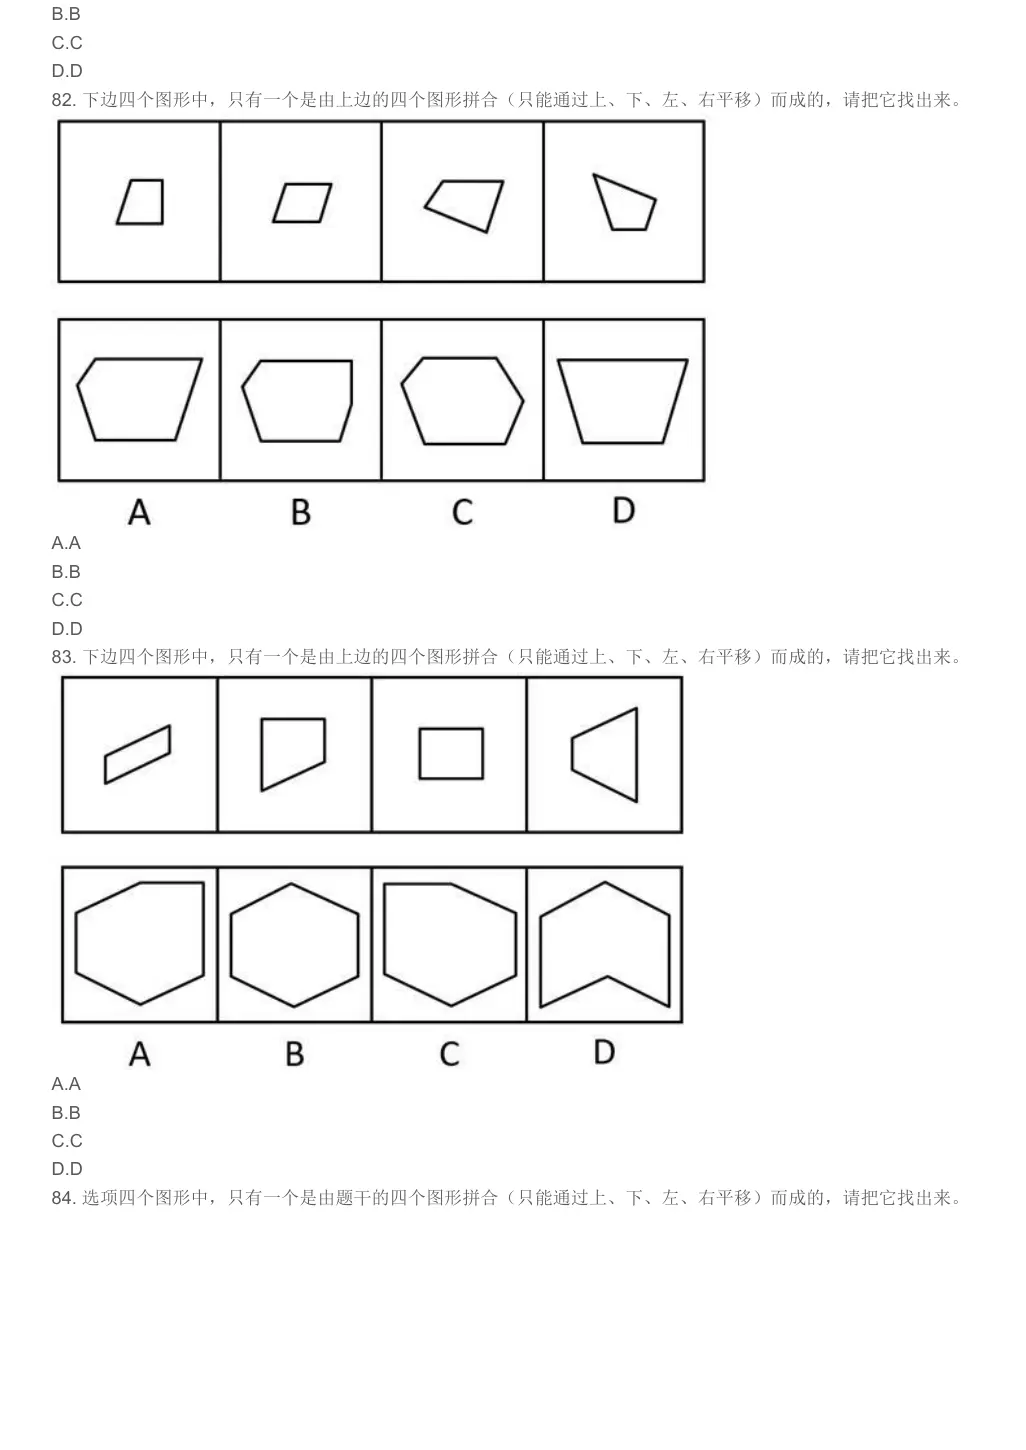 B.B
C.C
D.D
82. 下边四个图形中，只有一个是由上边的四个图形拼合（只能通过上、下、左、右平移）而成的，请把它找出来。
A B C D
A.A
B.B
C.C
D.D
83. 下边四个图形中，只有一个是由上边的四个图形拼合（只能通过上、下、左、右平移）而成的，请把它找出来。
A B C D
A.A
B.B
C.C
D.D
84. 选项四个图形中，只有一个是由题干的四个图形拼合（只能通过上、下、左、右平移）而成的，请把它找出来。